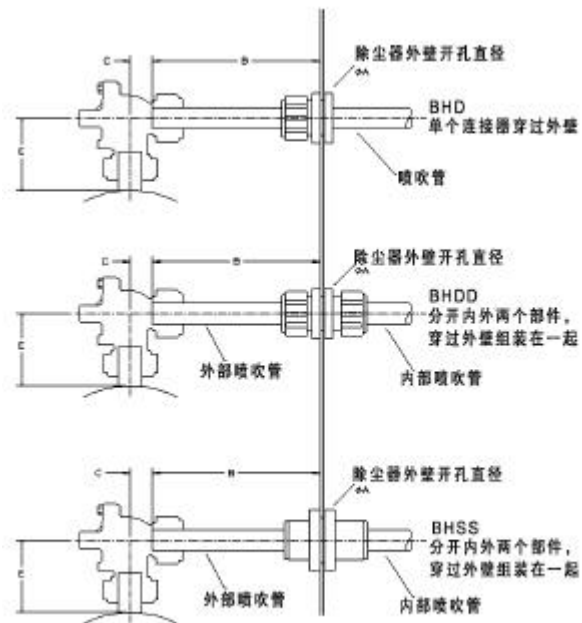 除尘器外壁开孔直径
C
B
øA
BHD
单个连接器穿过外壁
E
喷吹管
除尘器外壁开孔直径
C
B
øA
BHDD
分开内外两个部件，
穿过外壁组装在一起
E
外部喷吹管
内部喷吹管
除尘器外壁开孔直径
C
B
øA
BHSS
分开内外两个部件，
穿过外壁组装在一起
E
外部喷吹管
内部喷吹管